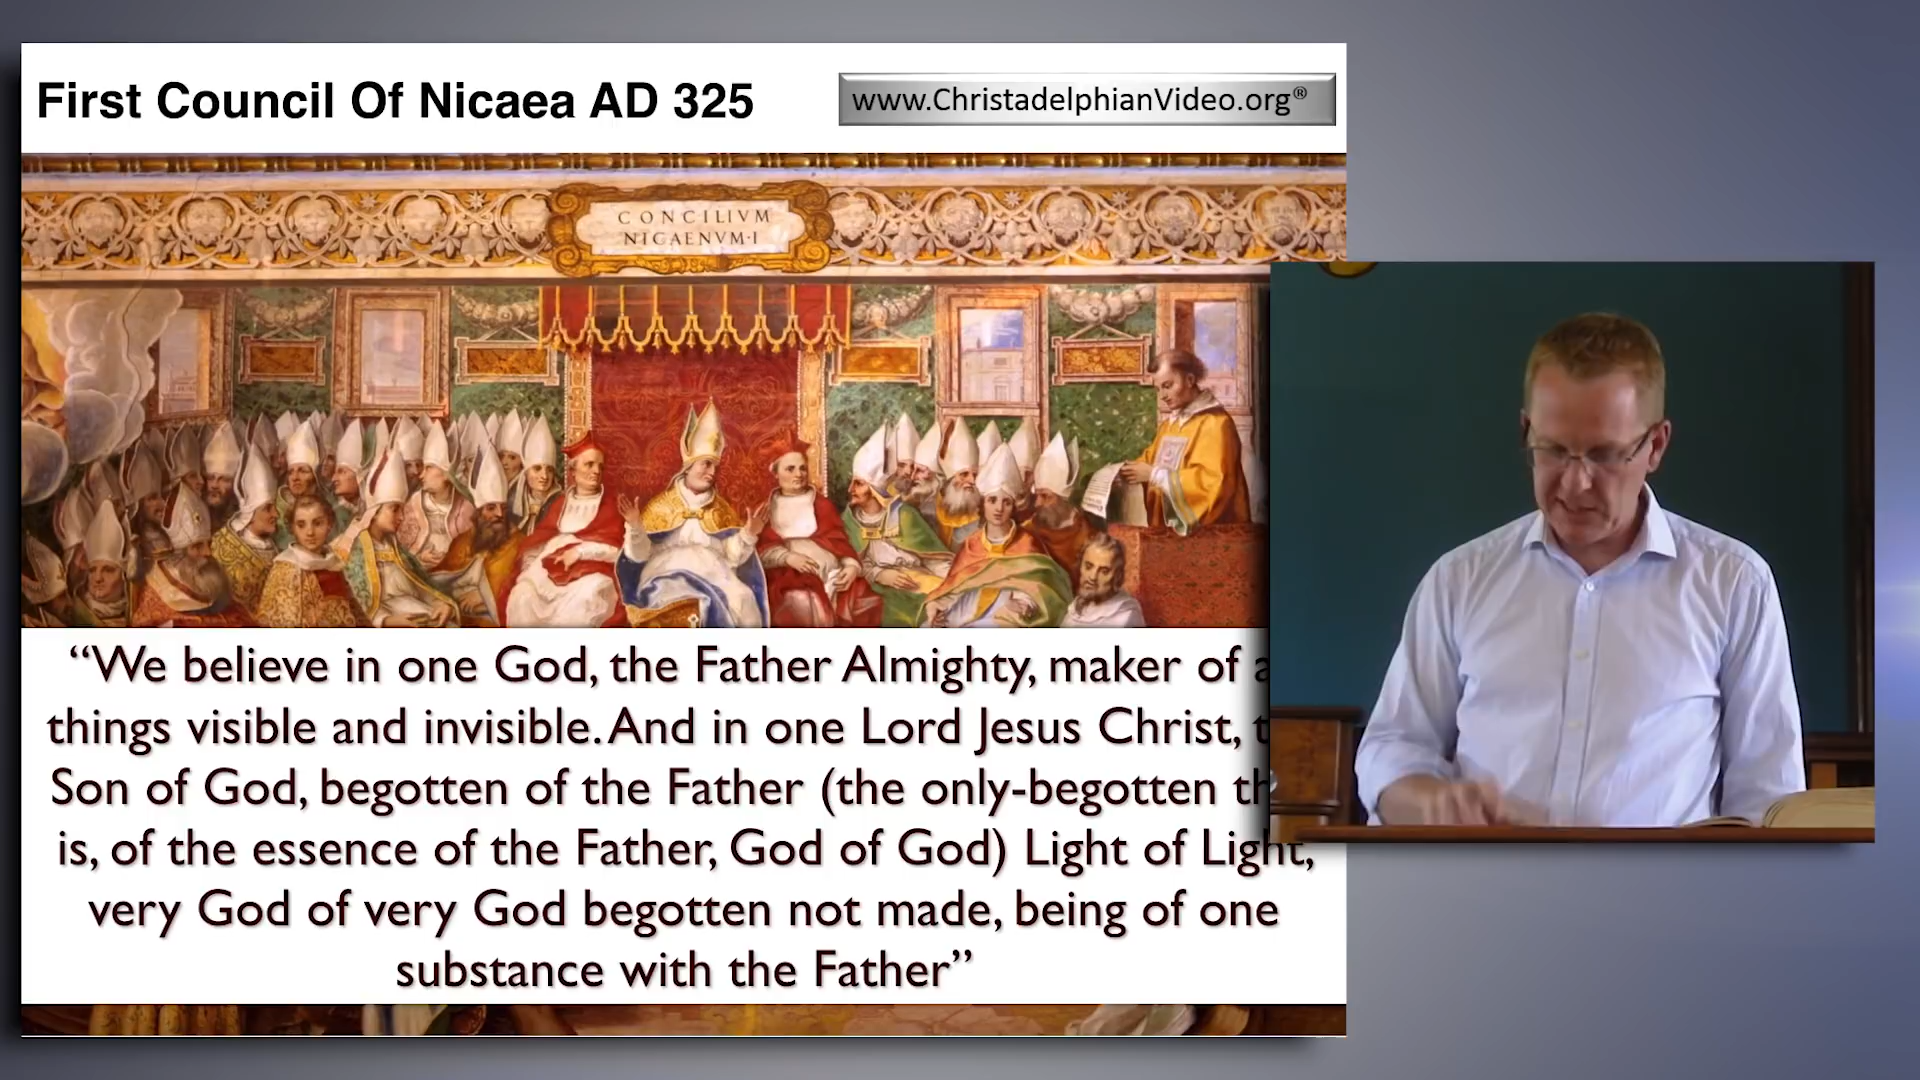 First Council Of Nicaea AD 325
www.ChristadelphianVideo.org®
CONCILIVM
NICAENVM·I
“We believe in one God, the Father Almighty, maker of
things visible and invisible. And in one Lord Jesus Christ,
Son of God, begotten of the Father (the only-begotten
is, of the essence of the Father, God of God) Light of Light,
very God of very God begotten not made, being of one
substance with the Father”